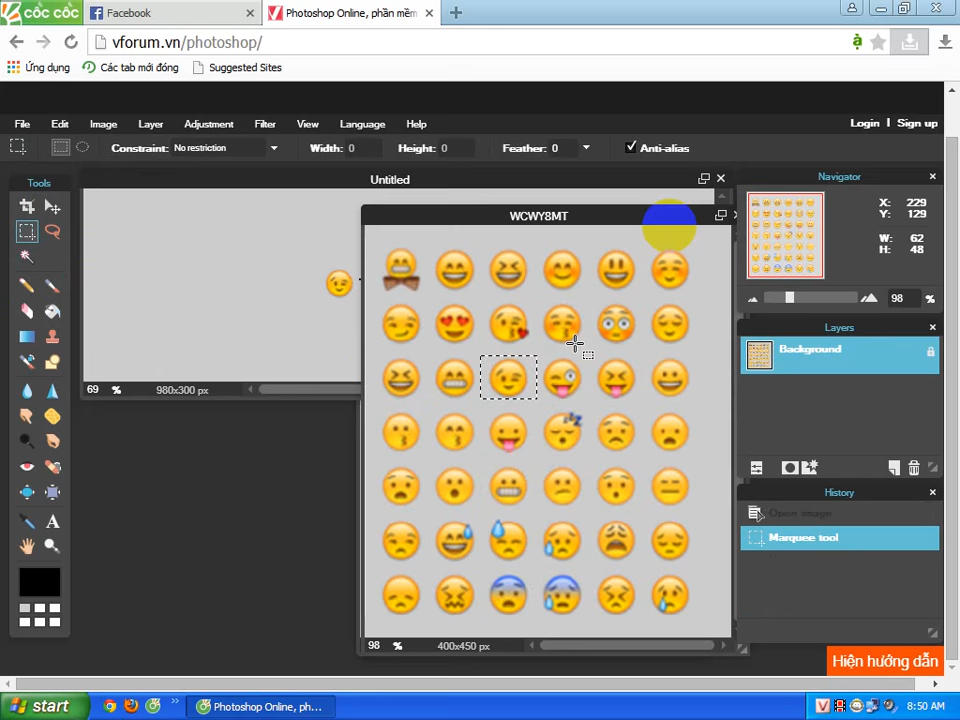 cốc cốc
Facebook
Photoshop Online, phần mềm
vforum.vn/photoshop/
Ứng dụng
Các tab mới đóng
Suggested Sites
File Edit Image Layer Adjustment Filter View Language Help
Login | Sign up
Constraint: No restriction Width: 0 Height: 0 Feather: 0 Anti-alias
Tools
Untitled
WCWY8MT
Navigator
X: 229
Y: 129
W: 62
H: 48
98 %
Layers
Background
69 % 980x300 px
History
Open image
Marquee tool
98 % 400x450 px
Hiện hướng dẫn
start
Photoshop Online, ph...
8:50 AM